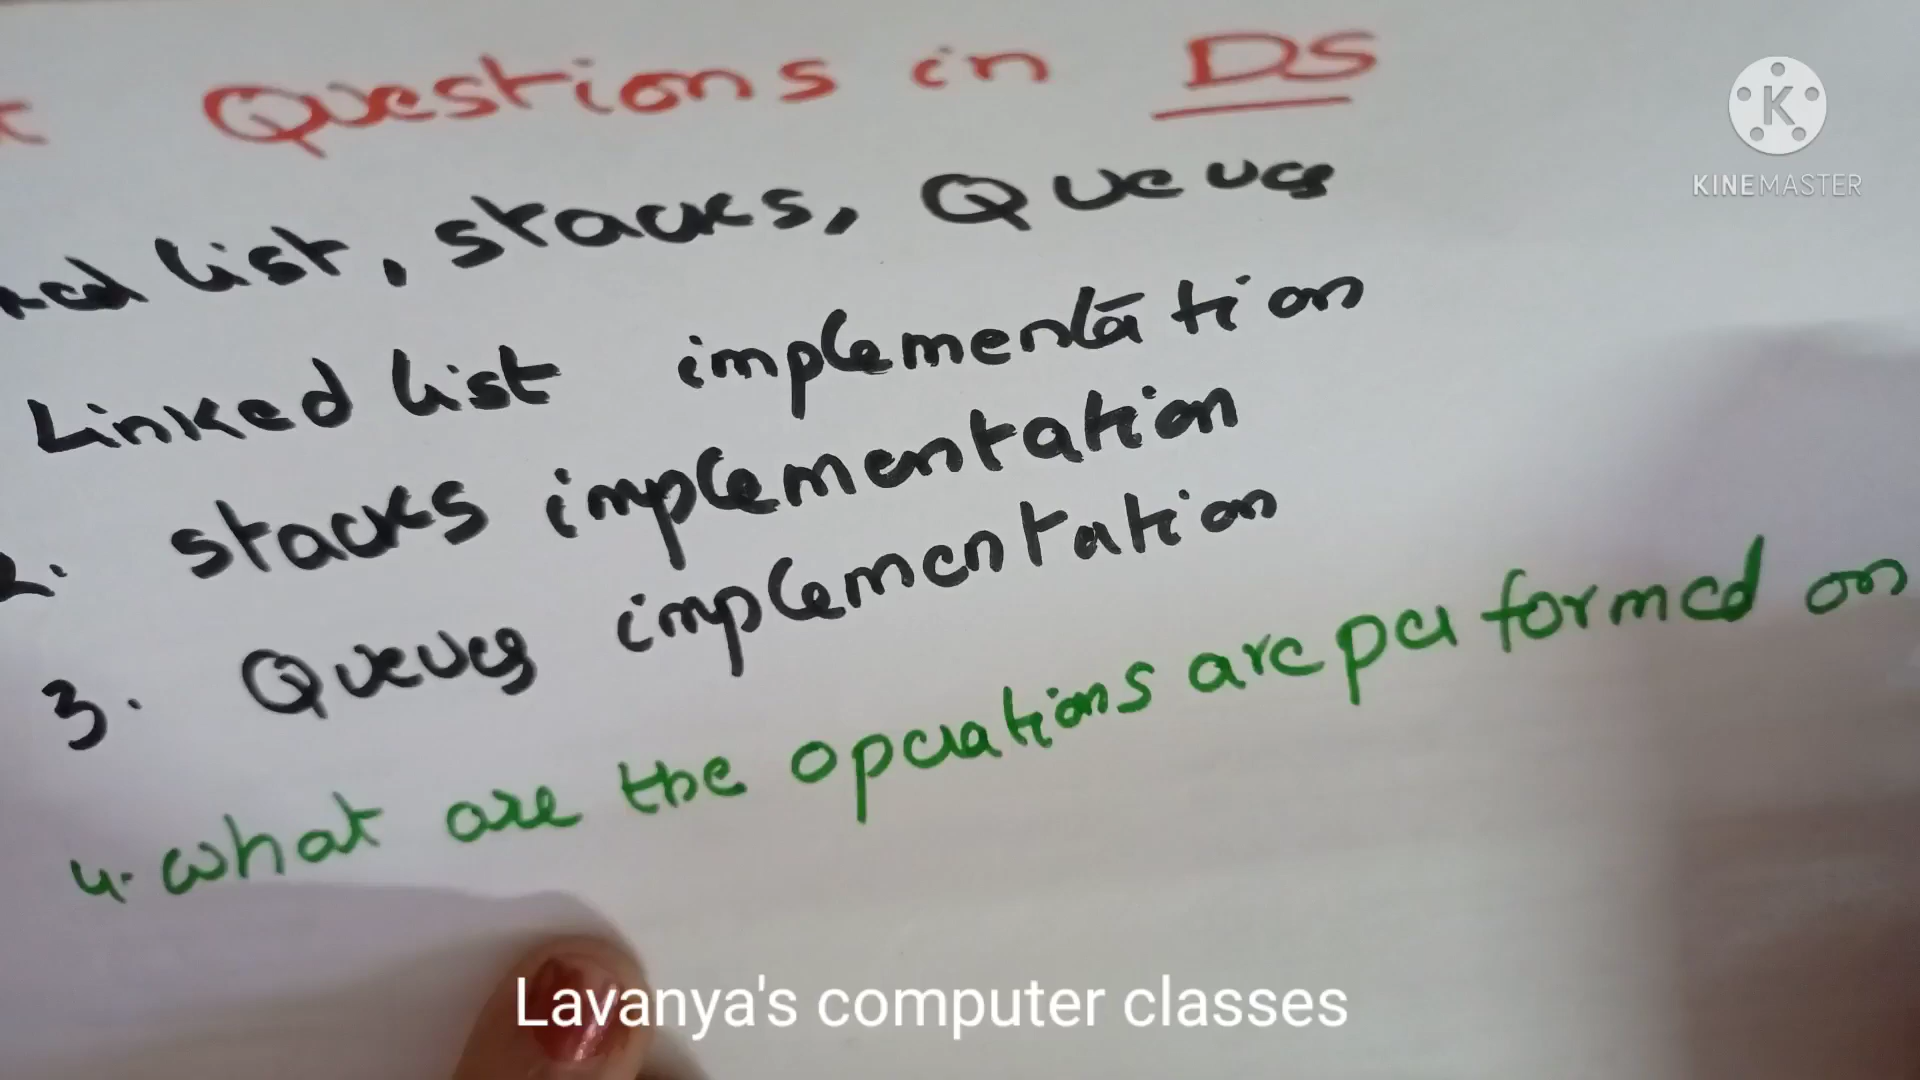 Questions in DS
list, stacks, Queues
Linked list implementation
2. stacks implementation
3. Queues implementation
4. what are the operations are performed on
Lavanya's computer classes
K
KINEMASTER